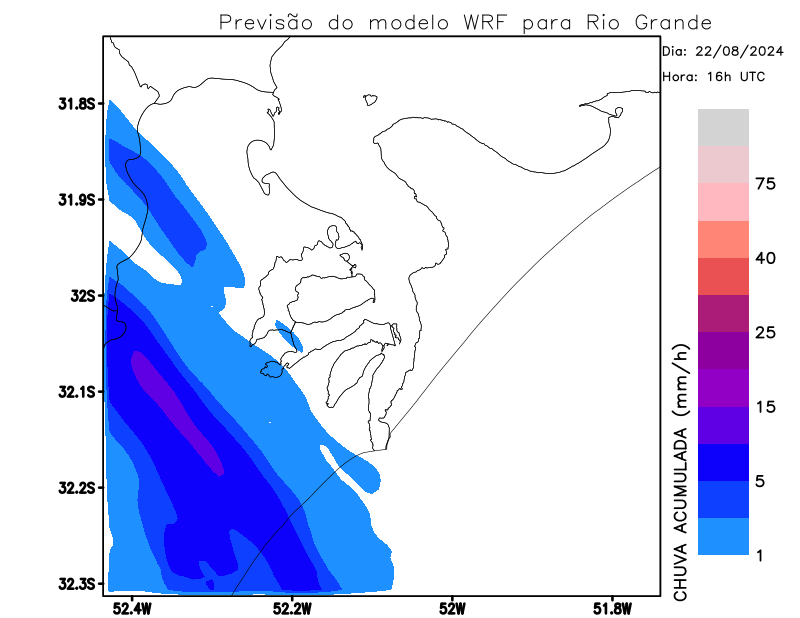 Previsão do modelo WRF para Rio Grande
Dia: 22/08/2024
Hora: 16h UTC
31.8S
31.9S
32S
32.1S
32.2S
32.3S
52.4W
52.2W
52W
51.8W
75
40
25
15
5
1
CHUVA ACUMULADA (mm/h)